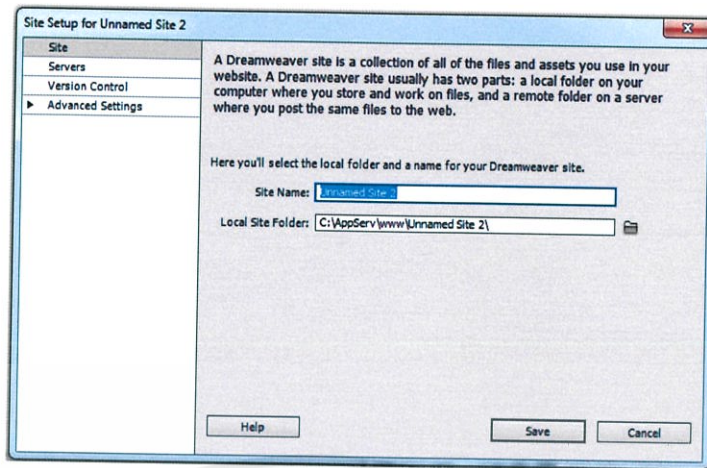 Site Setup for Unnamed Site 2
Site
Servers
Version Control
Advanced Settings
A Dreamweaver site is a collection of all of the files and assets you use in your
website. A Dreamweaver site usually has two parts: a local folder on your
computer where you store and work on files, and a remote folder on a server
where you post the same files to the web.
Here you'll select the local folder and a name for your Dreamweaver site.
Site Name: Unnamed Site 2
Local Site Folder: C:\AppServ\www\Unnamed Site 2\
Help
Save
Cancel